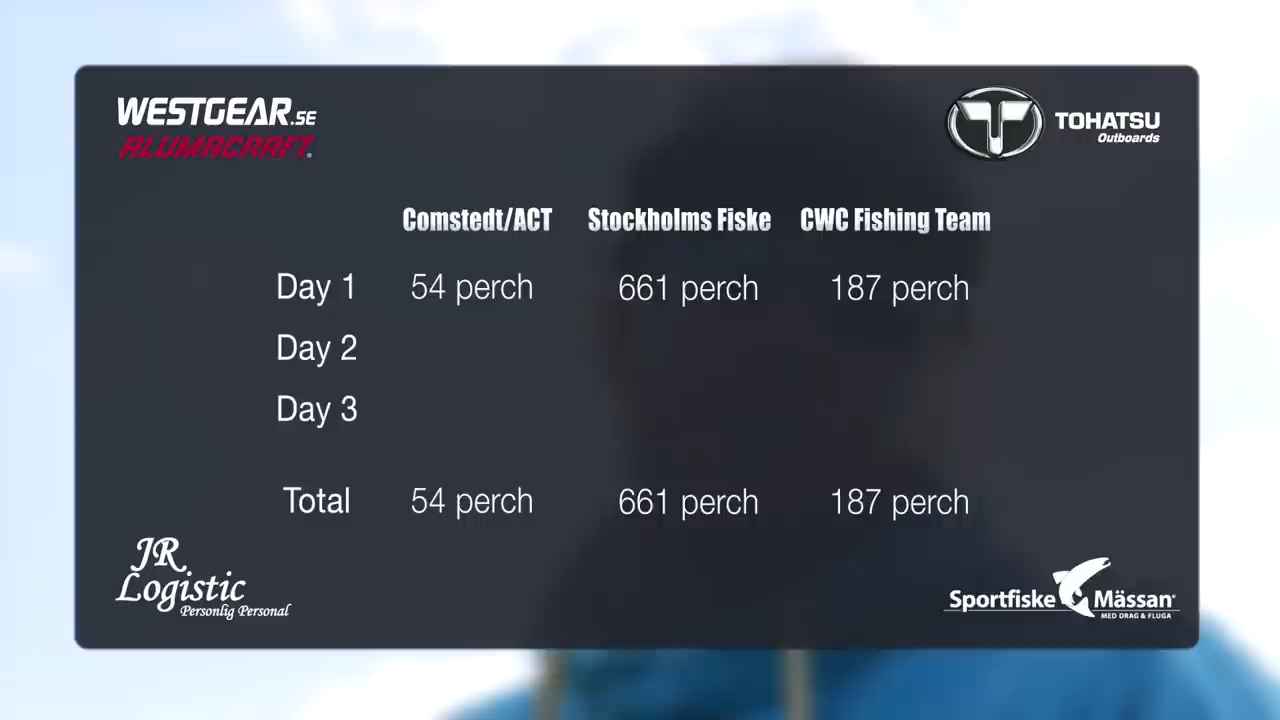 WESTGEAR.SE
ALUMACRAFT®
TOHATSU
Outboards
Comstedt/ACT Stockholms Fiske CWC Fishing Team
Day 1 54 perch 661 perch 187 perch
Day 2
Day 3
Total 54 perch 661 perch 187 perch
JR
Logistic
Personlig Personal
Sportfiske Mässan®
MED DRAG & FLUGA